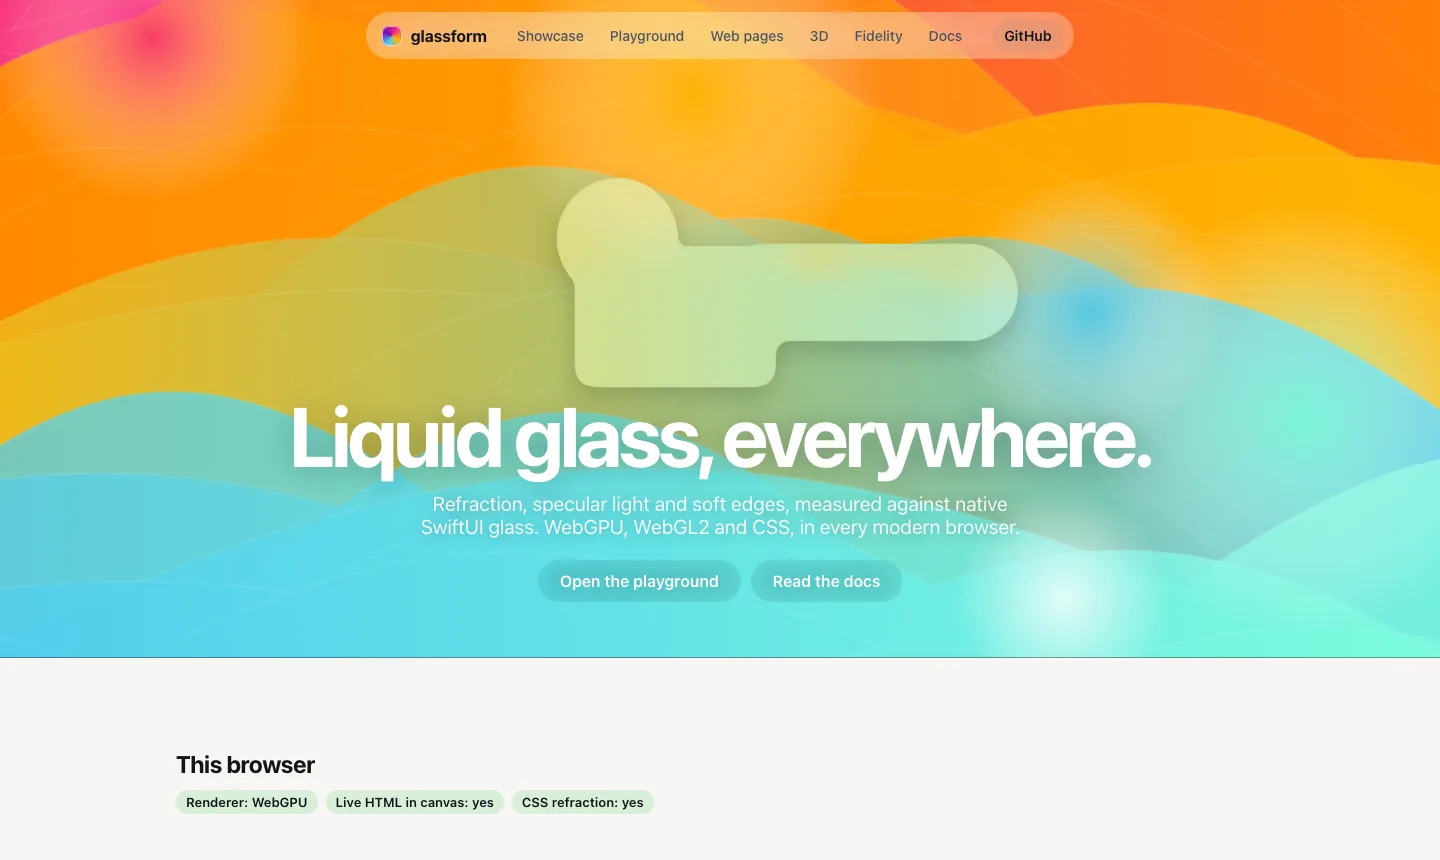 glassform Showcase Playground Web pages 3D Fidelity Docs GitHub
Liquid glass, everywhere.
Refraction, specular light and soft edges, measured against native
SwiftUI glass. WebGPU, WebGL2 and CSS, in every modern browser.
Open the playground Read the docs
This browser
Renderer: WebGPU Live HTML in canvas: yes CSS refraction: yes